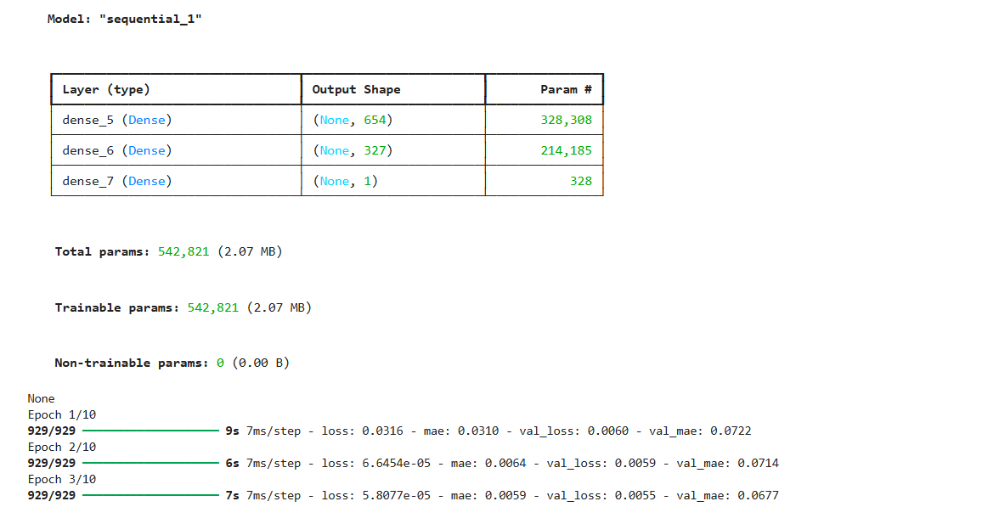 Model: "sequential_1"
Layer (type) Output Shape Param #
dense_5 (Dense) (None, 654) 328,308
dense_6 (Dense) (None, 327) 214,185
dense_7 (Dense) (None, 1) 328
Total params: 542,821 (2.07 MB)
Trainable params: 542,821 (2.07 MB)
Non-trainable params: 0 (0.00 B)
None
Epoch 1/10
929/929 9s 7ms/step - loss: 0.0316 - mae: 0.0310 - val_loss: 0.0060 - val_mae: 0.0722
Epoch 2/10
929/929 6s 7ms/step - loss: 6.6454e-05 - mae: 0.0064 - val_loss: 0.0059 - val_mae: 0.0714
Epoch 3/10
929/929 7s 7ms/step - loss: 5.8077e-05 - mae: 0.0059 - val_loss: 0.0055 - val_mae: 0.0677